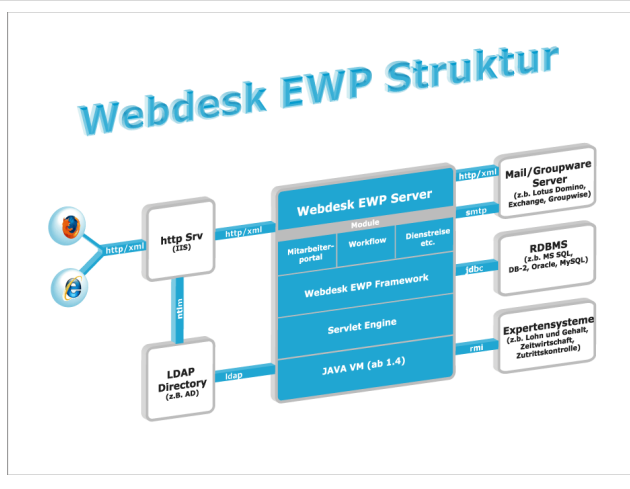 Webdesk EWP Struktur
http/xml
http Srv
(IIS)
http/xml
ntlm
LDAP
Directory
(z.B. AD)
ldap
Webdesk EWP Server
Module
Mitarbeiter-
portal
Workflow
Dienstreise
etc.
Webdesk EWP Framework
Servlet Engine
JAVA VM (ab 1.4)
http/xml
smtp
Mail/Groupware
Server
(z.b. Lotus Domino,
Exchange, Groupwise)
jdbc
RDBMS
(z.b. MS SQL,
DB-2, Oracle, MySQL)
rmi
Expertensysteme
(z.b. Lohn und Gehalt,
Zeitwirtschaft,
Zutrittskontrolle)